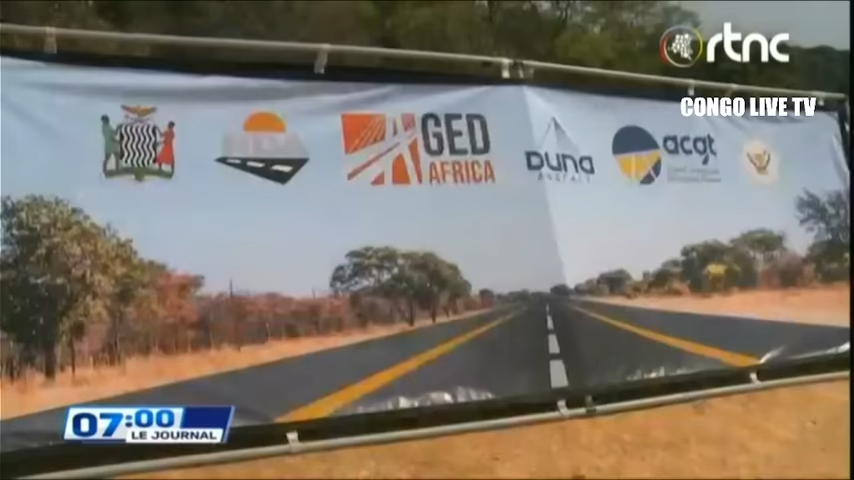 rtnc
CONGO LIVE TV
GED
AFRICA
DUNA
acgt
07:00
LE JOURNAL